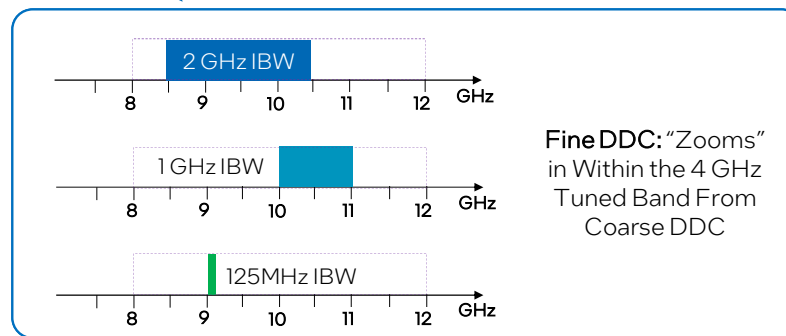 2 GHz IBW
8 9 10 11 12 GHz
1 GHz IBW
8 9 10 11 12 GHz
Fine DDC: “Zooms”
in Within the 4 GHz
Tuned Band From
Coarse DDC
125MHz IBW
8 9 10 11 12 GHz